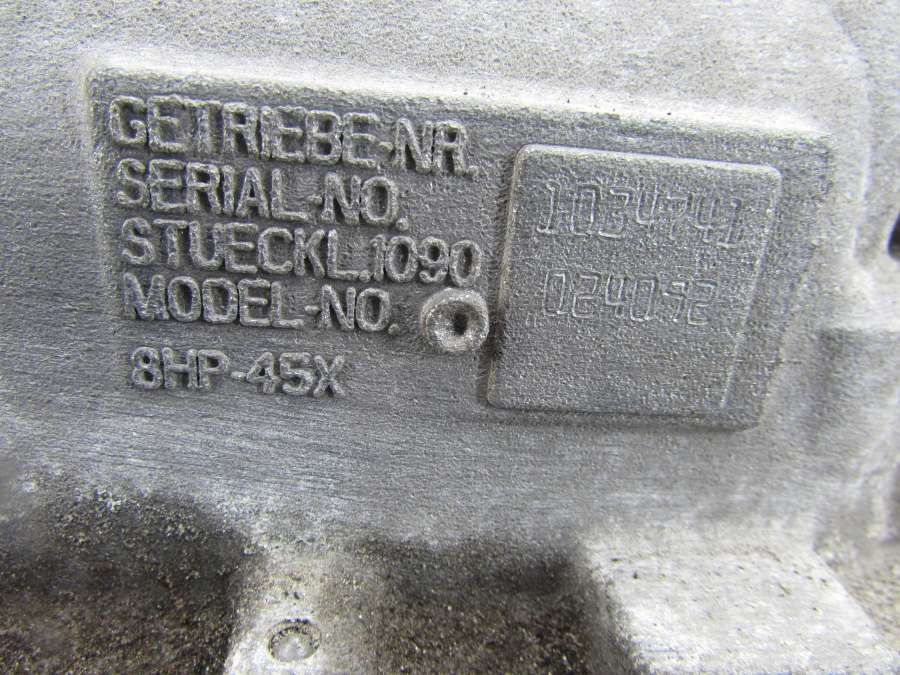 GETRIEBE-NR.
SERIAL-NO:
STUECKL.1090
MODEL-NO.
8HP-45X
1034741
024092